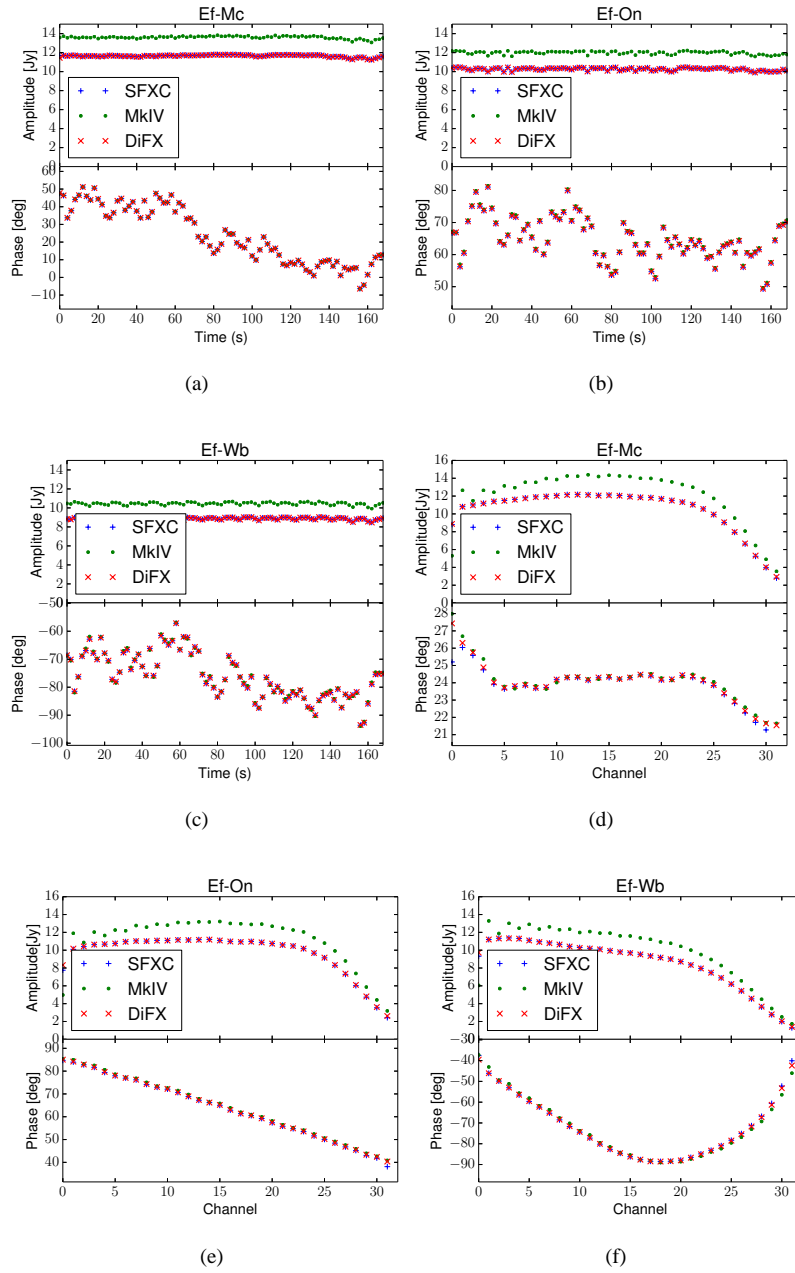 Ef-Mc
Amplitude [Jy]
14
12
10
8
6
4
2
0
SFXC
MkIV
DiFX
Phase [deg]
50
40
30
20
10
0
−10
0 20 40 60 80 100 120 140 160
Time (s)
(a)
Ef-On
Amplitude [Jy]
14
12
10
8
6
4
2
0
SFXC
MkIV
DiFX
Phase [deg]
80
70
60
50
0 20 40 60 80 100 120 140 160
Time (s)
(b)
Ef-Wb
Amplitude [Jy]
14
12
10
8
6
4
2
0
SFXC
MkIV
DiFX
Phase [deg]
−50
−60
−70
−80
−90
−100
0 20 40 60 80 100 120 140 160
Time (s)
(c)
Ef-Mc
Amplitude [Jy]
16
14
12
10
8
6
4
2
0
SFXC
MkIV
DiFX
Phase [deg]
28
27
26
25
24
23
22
21
0 5 10 15 20 25 30
Channel
(d)
Ef-On
Amplitude[Jy]
16
14
12
10
8
6
4
2
0
SFXC
MkIV
DiFX
Phase [deg]
90
80
70
60
50
40
0 5 10 15 20 25 30
Channel
(e)
Ef-Wb
Amplitude[Jy]
16
14
12
10
8
6
4
2
0
SFXC
MkIV
DiFX
Phase [deg]
−30
−40
−50
−60
−70
−80
−90
0 5 10 15 20 25 30
Channel
(f)